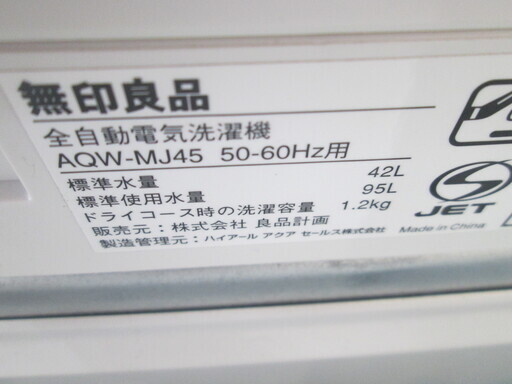 無印良品
全自動電気洗濯機
AQW-MJ45 50-60Hz用
標準水量 42L
標準使用水量 95L
ドライコース時の洗濯容量 1.2kg
販売元：株式会社 良品計画
製造管理元：ハイアール アクア セールス株式会社
S
JET
Made in China